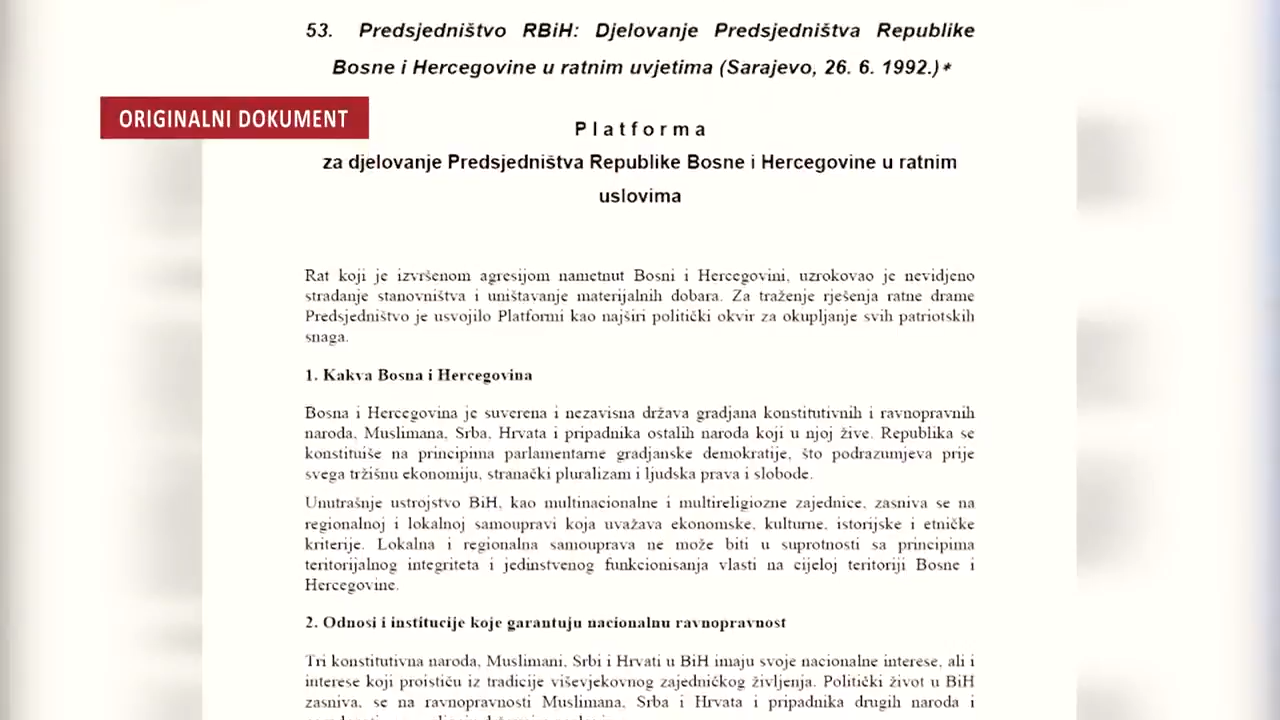 53. Predsjedništvo RBiH: Djelovanje Predsjedništva Republike
Bosne i Hercegovine u ratnim uvjetima (Sarajevo, 26. 6. 1992.)*
ORIGINALNI DOKUMENT
Platforma
za djelovanje Predsjedništva Republike Bosne i Hercegovine u ratnim
uslovima
Rat koji je izvršenom agresijom nametnut Bosni i Hercegovini, uzrokovao je nevidjeno
stradanje stanovništva i uništavanje materijalnih dobara. Za traženje rješenja ratne drame
Predsjedništvo je usvojilo Platformu kao najširi politički okvir za okupljanje svih patriotskih
snaga.
1. Kakva Bosna i Hercegovina
Bosna i Hercegovina je suverena i nezavisna država gradjana konstitutivnih i ravnopravnih
naroda, Muslimana, Srba, Hrvata i pripadnika ostalih naroda koji u njoj žive. Republika se
konstituiše na principima parlamentarne gradjanske demokratije, što podrazumjeva prije
svega tržišnu ekonomiju, stranački pluralizam i ljudska prava i slobode.
Unutrašnje ustrojstvo BiH, kao multinacionalne i multireligiozne zajednice, zasniva se na
regionalnoj i lokalnoj samoupravi koja uvažava ekonomske, kulturne, istorijske i etničke
kriterije. Lokalna i regionalna samouprava ne može biti u suprotnosti sa principima
teritorijalnog integriteta i jedinstvenog funkcionisanja vlasti na cijeloj teritoriji Bosne i
Hercegovine.
2. Odnosi i institucije koje garantuju nacionalnu ravnopravnost
Tri konstitutivna naroda, Muslimani, Srbi i Hrvati u BiH imaju svoje nacionalne interese, ali i
interese koji proističu iz tradicije viševjekovnog zajedničkog življenja. Politički život u BiH
zasniva, se na ravnopravnosti Muslimana, Srba i Hrvata i pripadnika drugih naroda i